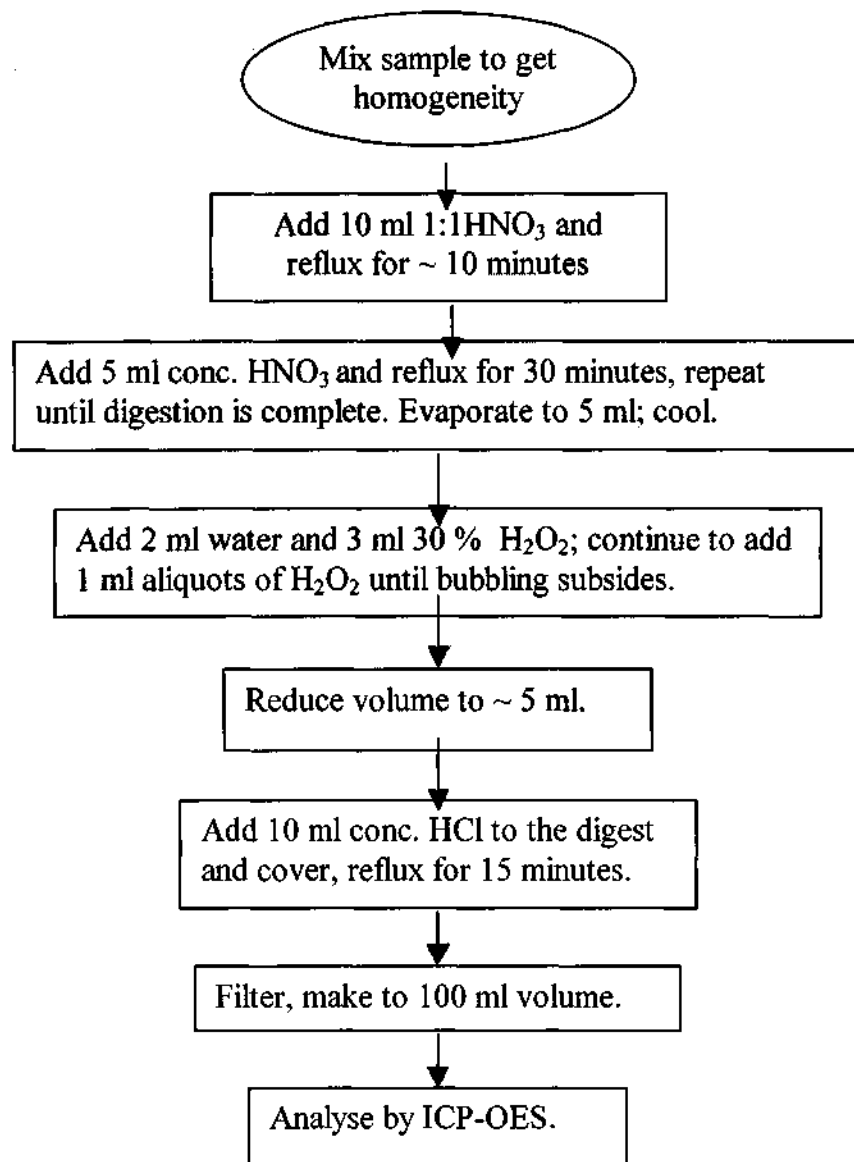 Mix sample to get
homogeneity
Add 10 ml 1:1HNO₃ and
reflux for ~ 10 minutes
Add 5 ml conc. HNO₃ and reflux for 30 minutes, repeat
until digestion is complete. Evaporate to 5 ml; cool.
Add 2 ml water and 3 ml 30 % H₂O₂; continue to add
1 ml aliquots of H₂O₂ until bubbling subsides.
Reduce volume to ~ 5 ml.
Add 10 ml conc. HCl to the digest
and cover, reflux for 15 minutes.
Filter, make to 100 ml volume.
Analyse by ICP-OES.